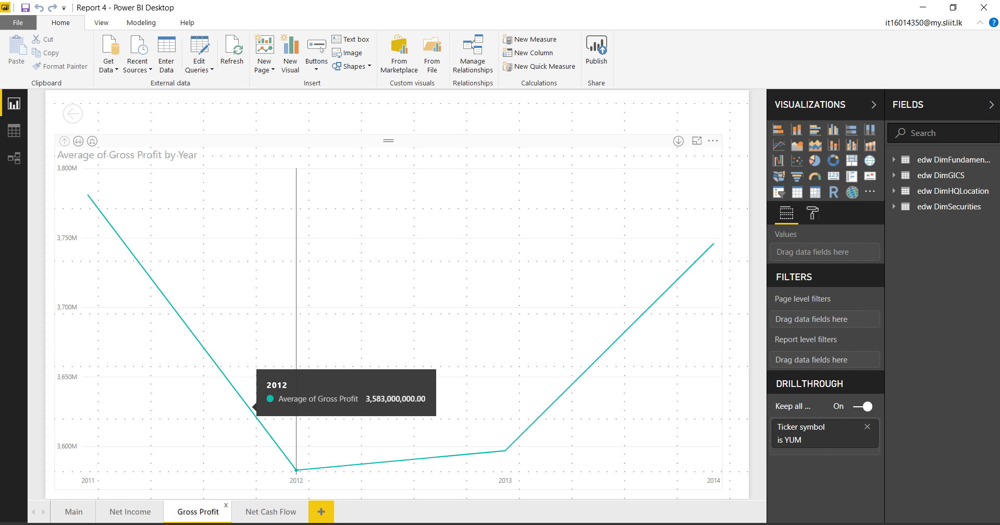 Report 4 - Power BI Desktop
File Home View Modeling Help
it16014350@my.sliit.lk
?
Paste
Cut
Copy
Format Painter
Clipboard
Get
Data
Recent
Sources
Enter
Data
Edit
Queries
Refresh
External data
New
Page
New
Visual
Buttons
Text box
Image
Shapes
Insert
From
Marketplace
From
File
Custom visuals
Manage
Relationships
Relationships
New Measure
New Column
New Quick Measure
Calculations
Publish
Share
Average of Gross Profit by Year
3,800M
3,750M
3,700M
3,650M
3,600M
2012
Average of Gross Profit 3,583,000,000.00
2011 2012 2013 2014
VISUALIZATIONS
123
R
Values
Drag data fields here
FILTERS
Page level filters
Drag data fields here
Report level filters
Drag data fields here
DRILLTHROUGH
Keep all ... On
Ticker symbol
is YUM
FIELDS
Search
edw DimFundamen...
edw DimGICS
edw DimHQLocation
edw DimSecurities
Main Net Income Gross Profit x Net Cash Flow +